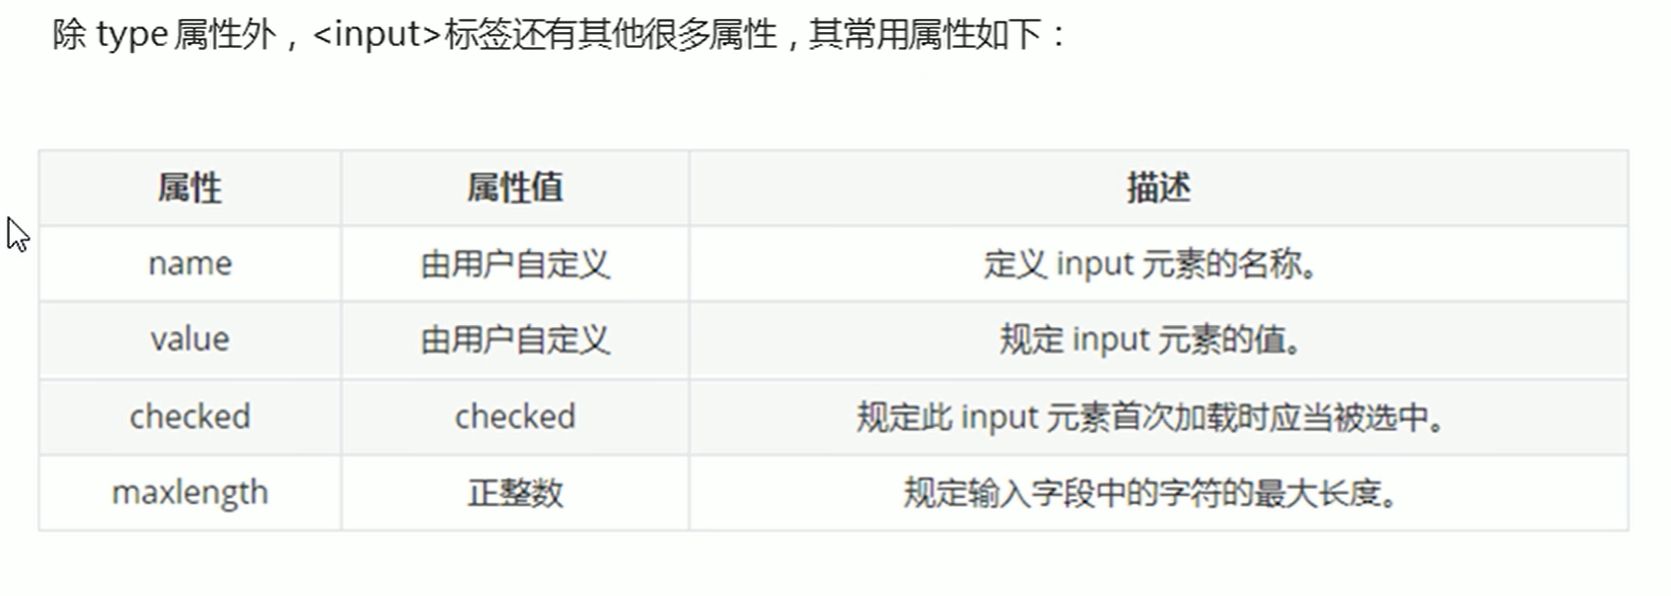 除 type 属性外，<input>标签还有其他很多属性，其常用属性如下：
属性 属性值 描述
name 由用户自定义 定义 input 元素的名称。
value 由用户自定义 规定 input 元素的值。
checked checked 规定此 input 元素首次加载时应当被选中。
maxlength 正整数 规定输入字段中的字符的最大长度。